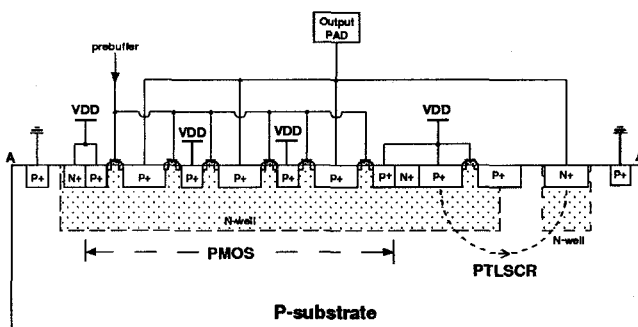 Output
PAD
prebuffer
VDD
VDD
VDD
VDD
A
A
P+
N+
P+
P+
P+
P+
P+
P+
P+
N+
P+
P+
N+
P+
N-well
N-well
PMOS
PTLSCR
P-substrate